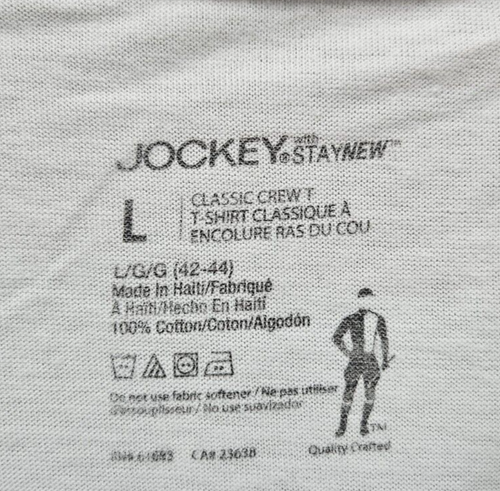 JOCKEY® with STAYNEW™
L
CLASSIC CREW T
T-SHIRT CLASSIQUE À
ENCOLURE RAS DU COU
L/G/G (42-44)
Made In Haiti/Fabriqué
À Haïti/Hecho En Haití
100% Cotton/Coton/Algodón
Do not use fabric softener / Ne pas utiliser
d'assouplisseur / No use suavizador
CA# 23638
TM
Quality Crafted